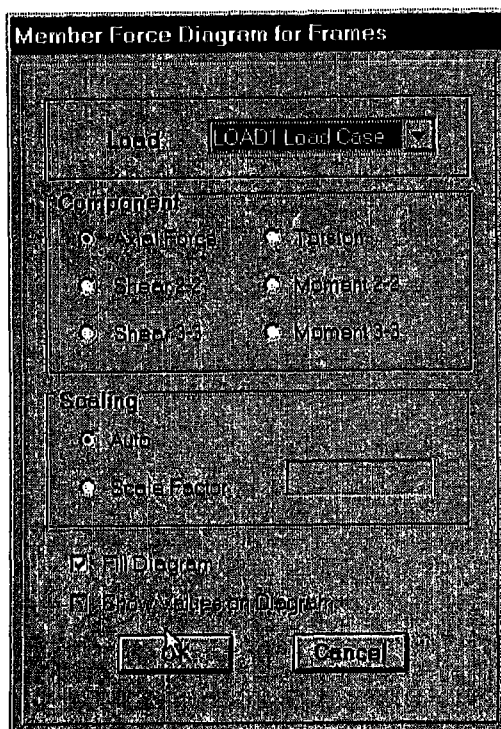 Member Force Diagram for Frames
Load: LOAD1 Load Case
Component
Axial Force Torsion
Shear 2-2 Moment 2-2
Shear 3-3 Moment 3-3
Scaling
Auto
Scale Factor
Fill Diagram
Show Values on Diagram
OK Cancel